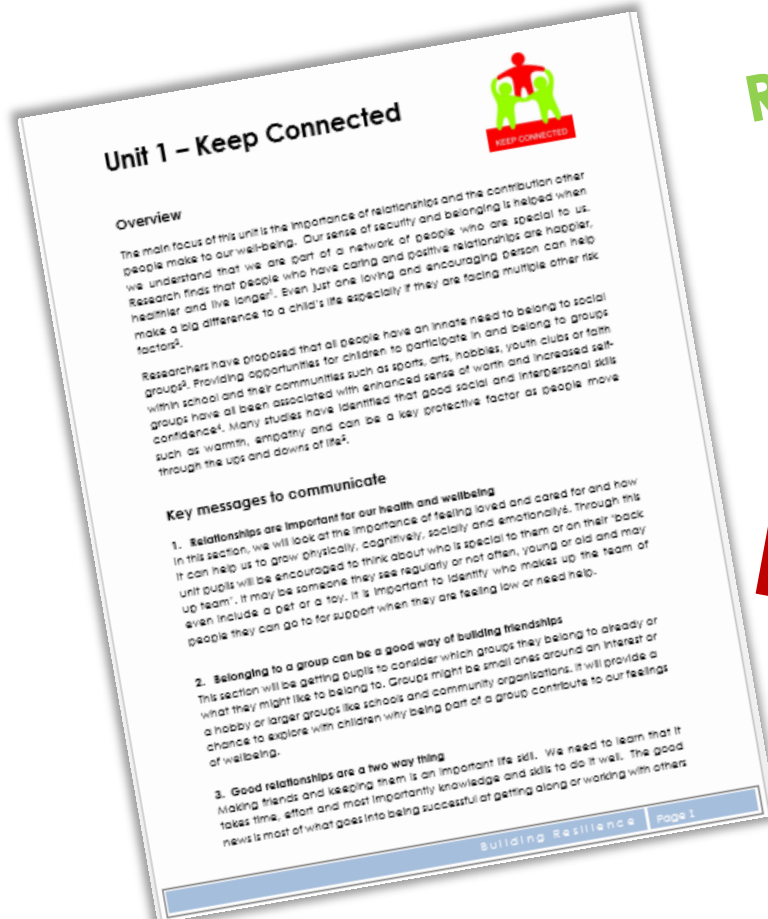 R
Unit 1 – Keep Connected
KEEP CONNECTED
Overview
The main focus of this unit is the importance of relationships and the contribution other
people make to our well-being. Our sense of security and belonging is helped when
we understand that we are part of a network of people who are special to us.
Research finds that people who have caring and positive relationships are happier,
healthier and live longer¹. Even just one loving and encouraging person can help
make a big difference to a child's life especially if they are facing multiple other risk
factors².
Researchers have proposed that all people have an innate need to belong to social
groups³. Providing opportunities for children to participate in and belong to groups
within school and their communities such as sports, arts, hobbies, youth clubs or faith
groups have all been associated with enhanced sense of worth and increased self-
confidence⁴. Many studies have identified that good social and interpersonal skills
such as warmth, empathy and can be a key protective factor as people move
through the ups and downs of life⁵.
Key messages to communicate
1. Relationships are important for our health and wellbeing
In this section, we will look at the importance of feeling loved and cared for and how
it can help us to grow physically, cognitively, socially and emotionally⁶. Through this
unit pupils will be encouraged to think about who is special to them or on their 'back
up team'. It may be someone they see regularly or not often, young or old and may
even include a pet or a toy. It is important to identify who makes up the team of
people they can go to for support when they are feeling low or need help.
2. Belonging to a group can be a good way of building friendships
This section will be getting pupils to consider which groups they belong to already or
what they might like to belong to. Groups might be small ones around an interest or
a hobby or larger groups like schools and community organisations. It will provide a
chance to explore with children why being part of a group contribute to our feelings
of wellbeing.
3. Good relationships are a two way thing
Making friends and keeping them is an important life skill. We need to learn that it
takes time, effort and most importantly knowledge and skills to do it well. The good
news is most of what goes into being successful at getting along or working with others
Building Resilience Page 1